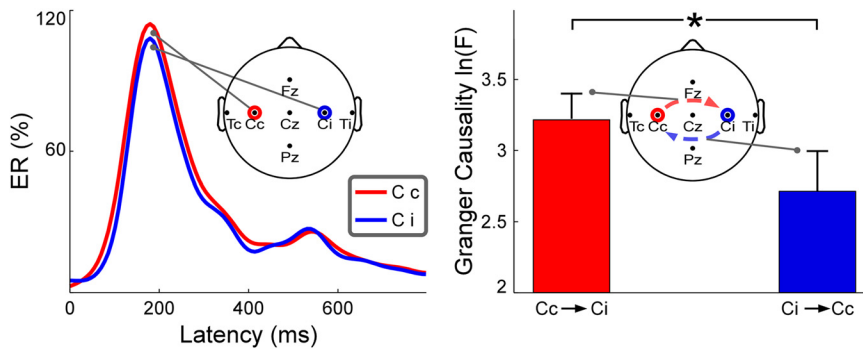 120
60
ER (%)
0
200
400
600
Latency (ms)
Fz
Tc Cc Cz Ci Ti
Pz
C c
C i
*
Granger Causality ln(F)
3.5
3
2.5
2
Fz
Tc Cc Cz Ci Ti
Pz
Cc → Ci
Ci → Cc